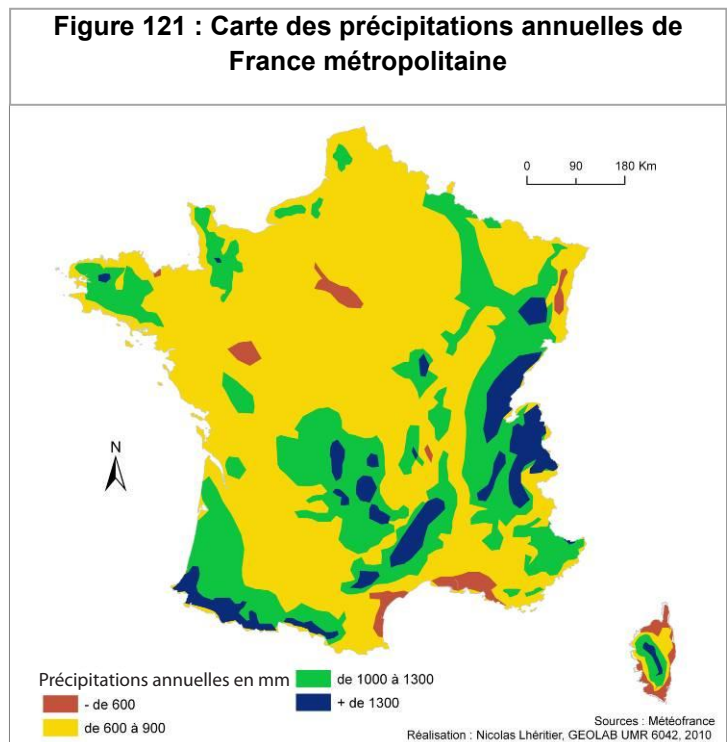 Figure 121 : Carte des précipitations annuelles de
France métropolitaine
0 90 180 Km
N
Précipitations annuelles en mm
- de 600
de 600 à 900
de 1000 à 1300
+ de 1300
Sources : Météofrance
Réalisation : Nicolas Lhéritier, GEOLAB UMR 6042, 2010